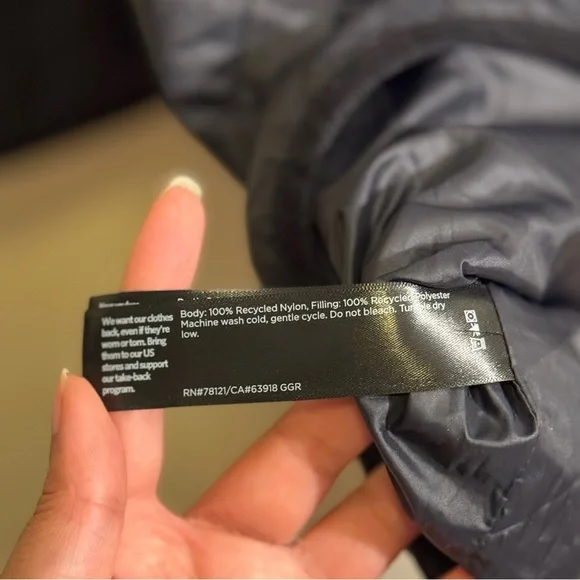 We want our clothes
back, even if they're
worn or torn. Bring
them to our US
stores and support
our take-back
program.
Body: 100% Recycled Nylon, Filling: 100% Recycled Polyester
Machine wash cold, gentle cycle. Do not bleach. Tumble dry
low.
RN#78121/CA#63918 GGR